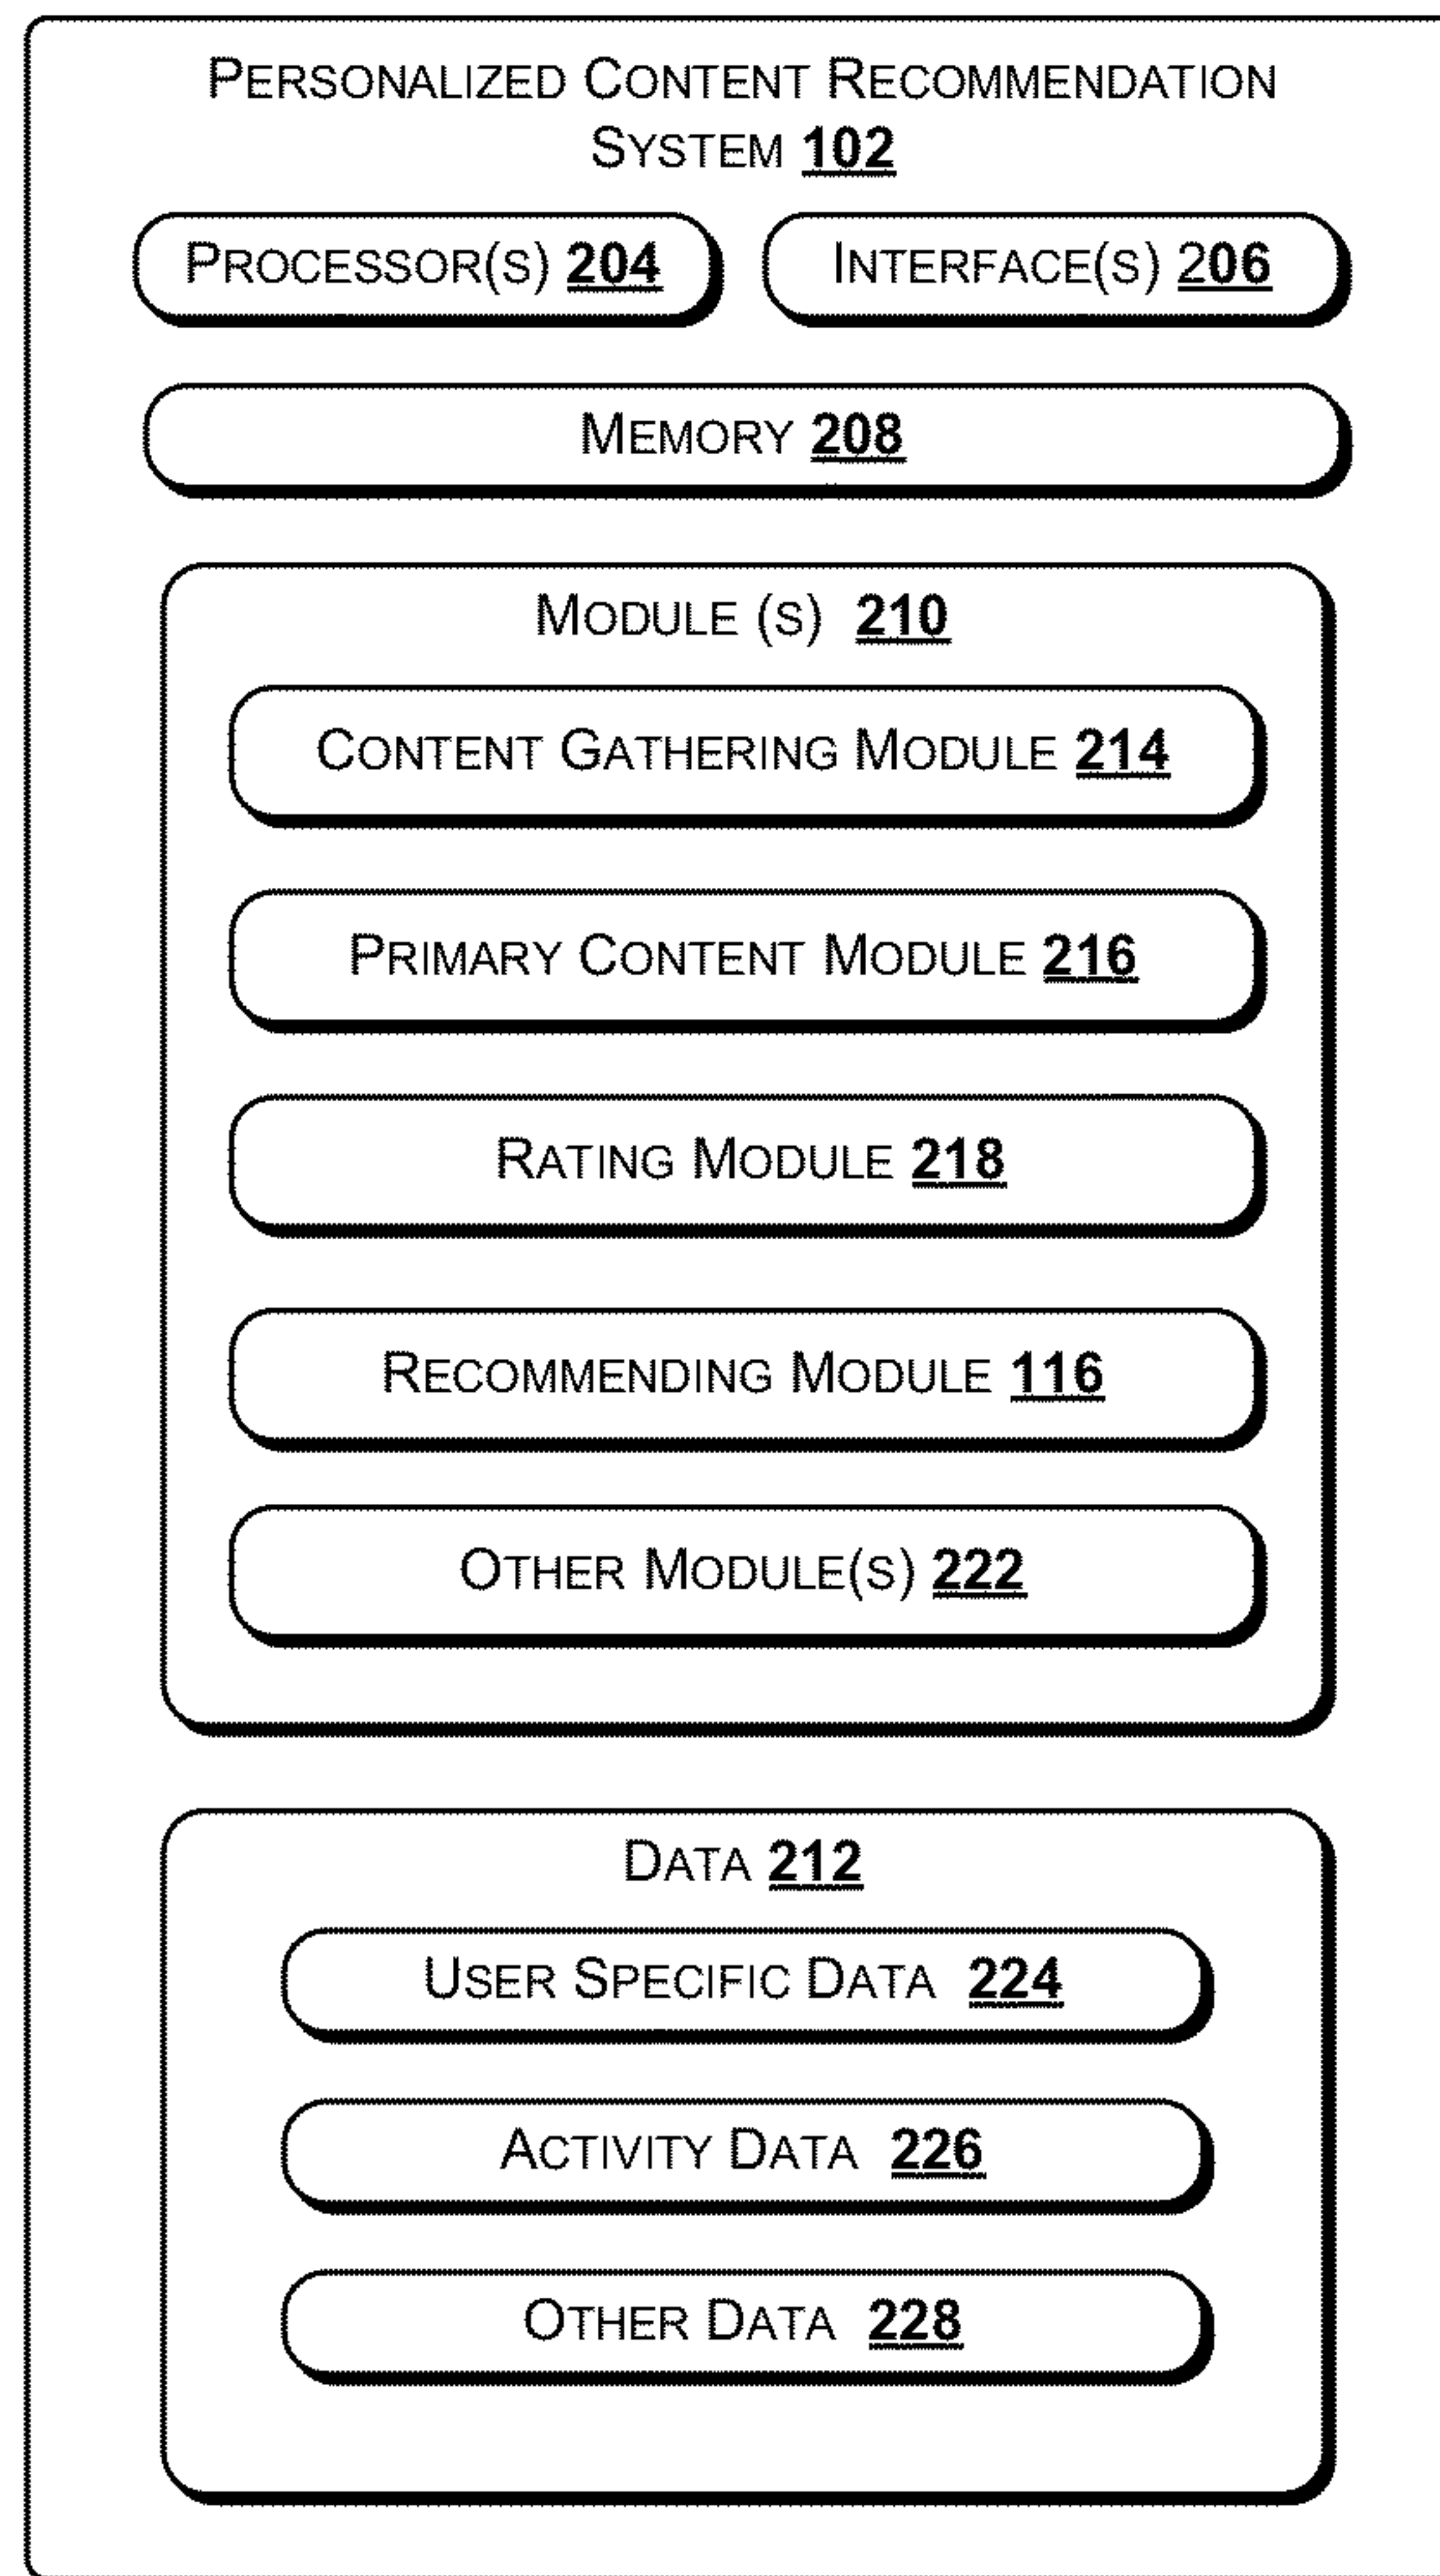 PERSONALIZED CONTENT RECOMMENDATION
SYSTEM 102
PROCESSOR(S) 204
INTERFACE(S) 206
MEMORY 208
MODULE (S) 210
CONTENT GATHERING MODULE 214
PRIMARY CONTENT MODULE 216
RATING MODULE 218
RECOMMENDING MODULE 116
OTHER MODULE(S) 222
DATA 212
USER SPECIFIC DATA 224
ACTIVITY DATA 226
OTHER DATA 228